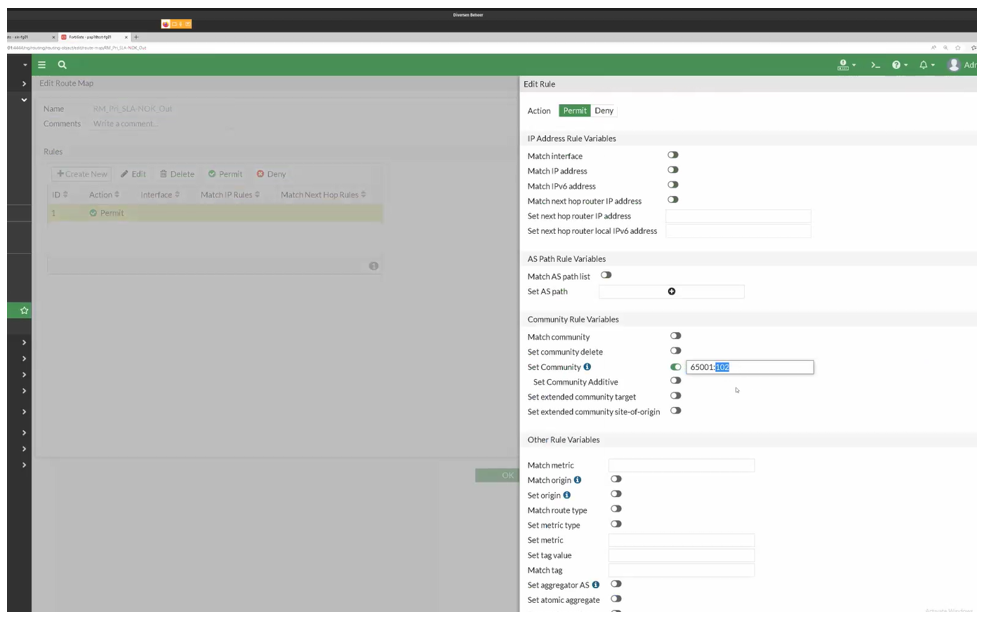 Edit Route Map
Name RM_PH_SLA-NOK_Out
Comments Write a comment...
Rules
Create New Edit Delete Permit Deny
ID Action Interface Match IP Rules Match Next Hop Rules
1 Permit
1
OK
Edit Rule
Action Permit Deny
IP Address Rule Variables
Match interface
Match IP address
Match IPv6 address
Match next hop router IP address
Set next hop router IP address
Set next hop router local IPv6 address
AS Path Rule Variables
Match AS path list
Set AS path
Community Rule Variables
Match community
Set community delete
Set Community 65001:102
Set Community Additive
Set extended community target
Set extended community site-of-origin
Other Rule Variables
Match metric
Match origin
Set origin
Match route type
Set metric type
Set metric
Set tag value
Match tag
Set aggregator AS
Set atomic aggregate
Activate Windows